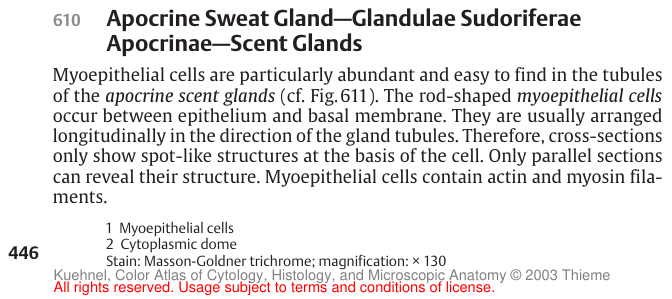 610 Apocrine Sweat Gland—Glandulae Sudoriferae
Apocrinae—Scent Glands
Myoepithelial cells are particularly abundant and easy to find in the tubules
of the apocrine scent glands (cf. Fig. 611). The rod-shaped myoepithelial cells
occur between epithelium and basal membrane. They are usually arranged
longitudinally in the direction of the gland tubules. Therefore, cross-sections
only show spot-like structures at the basis of the cell. Only parallel sections
can reveal their structure. Myoepithelial cells contain actin and myosin fila-
ments.
1 Myoepithelial cells
2 Cytoplasmic dome
Stain: Masson-Goldner trichrome; magnification: × 130
446
Kuehnel, Color Atlas of Cytology, Histology, and Microscopic Anatomy © 2003 Thieme
All rights reserved. Usage subject to terms and conditions of license.